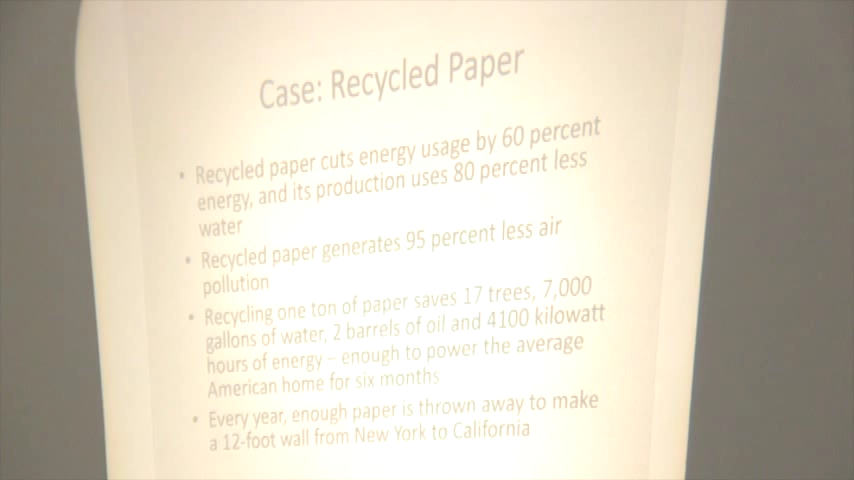 Case: Recycled Paper
• Recycled paper cuts energy usage by 60 percent
energy, and its production uses 80 percent less
water
• Recycled paper generates 95 percent less air
pollution
• Recycling one ton of paper saves 17 trees, 7,000
gallons of water, 2 barrels of oil and 4100 kilowatt
hours of energy – enough to power the average
American home for six months
• Every year, enough paper is thrown away to make
a 12-foot wall from New York to California